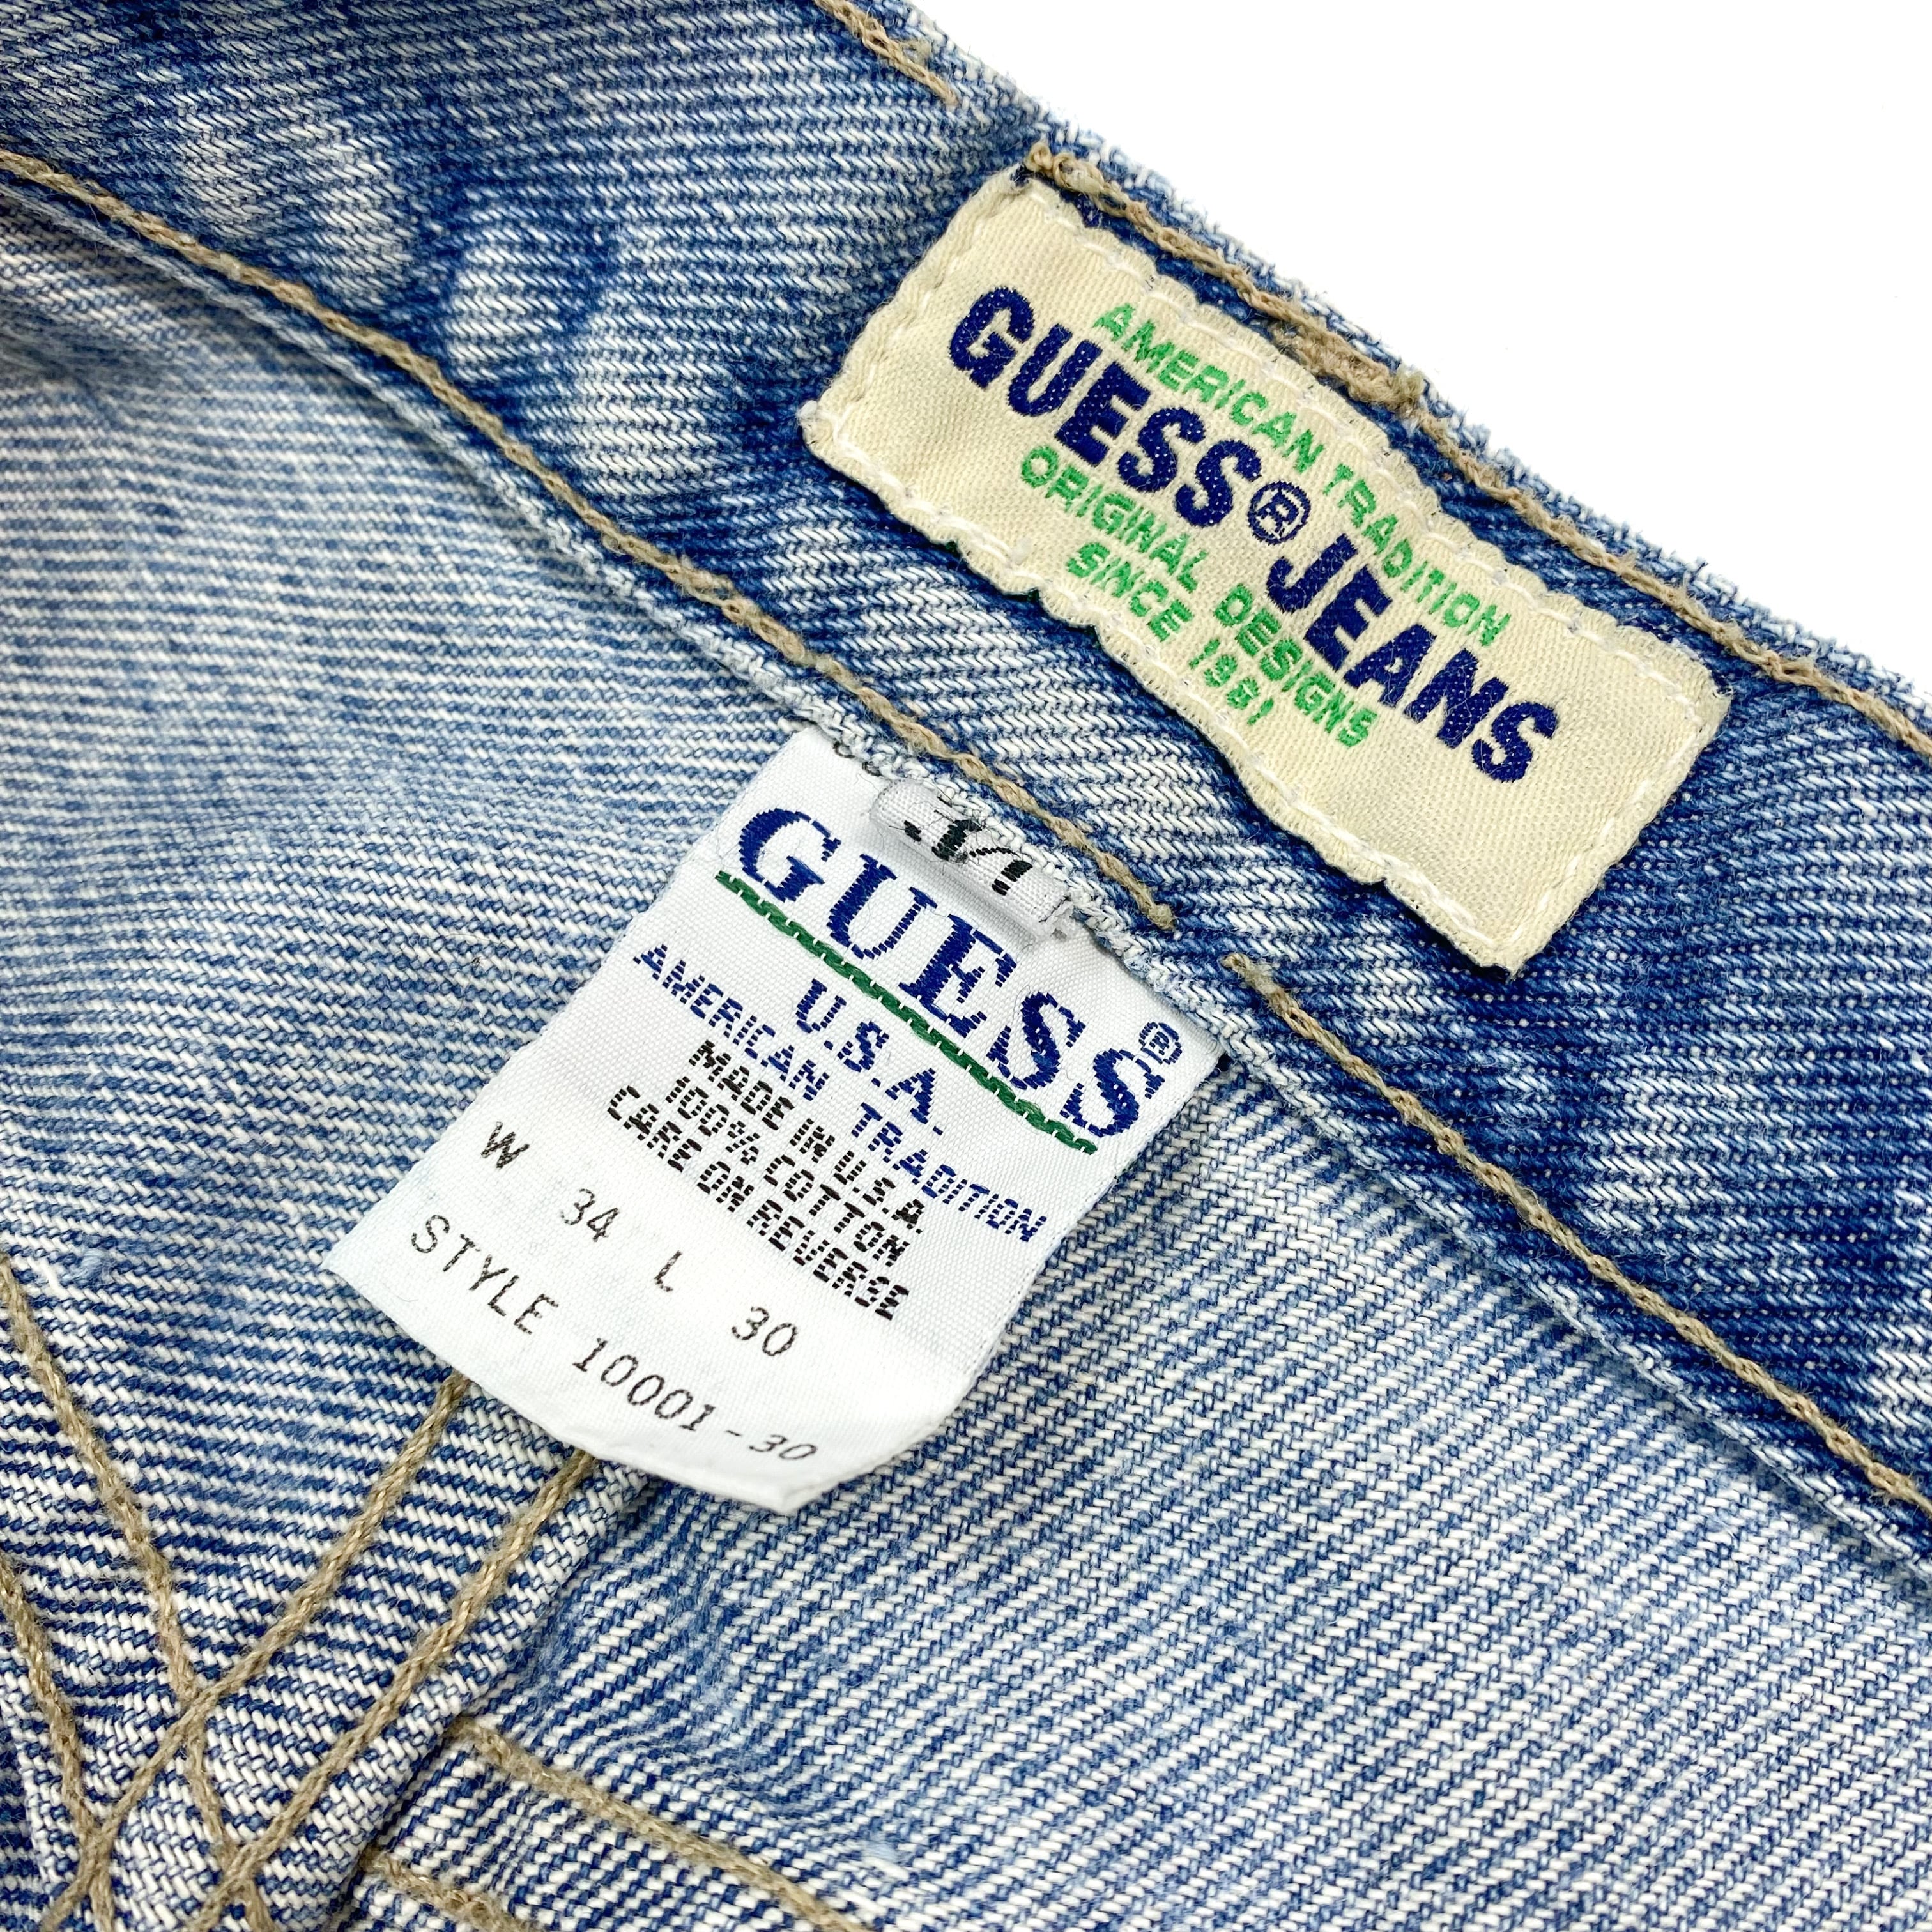 AMERICAN TRADITION
GUESS® JEANS
ORIGINAL DESIGNS
SINCE 1981
GUESS®
U.S.A.
AMERICAN TRADITION
MADE IN U.S.A
100% COTTON
CARE ON REVERSE
W 34 L 30
STYLE 10001-30